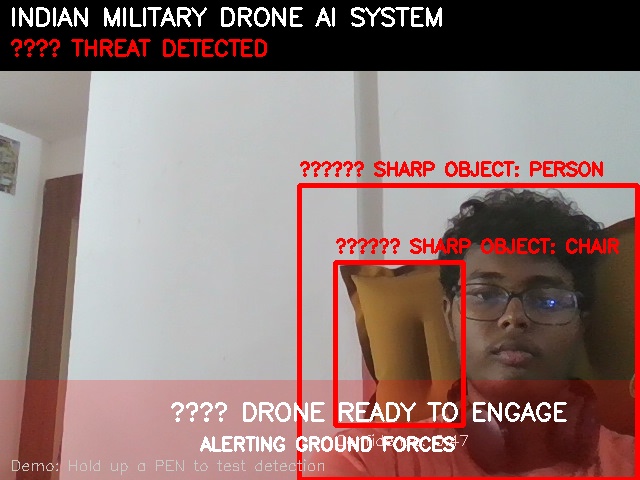 INDIAN MILITARY DRONE AI SYSTEM
???? THREAT DETECTED
?????? SHARP OBJECT: PERSON
?????? SHARP OBJECT: CHAIR
???? DRONE READY TO ENGAGE
ALERTING GROUND FORCES
Demo: Hold up a PEN to test detection